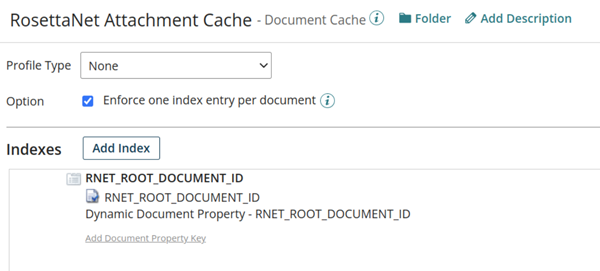 RosettaNet Attachment Cache - Document Cache i Folder Add Description
Profile Type None
Option Enforce one index entry per document i
Indexes Add Index
RNET_ROOT_DOCUMENT_ID
RNET_ROOT_DOCUMENT_ID
Dynamic Document Property - RNET_ROOT_DOCUMENT_ID
Add Document Property Key